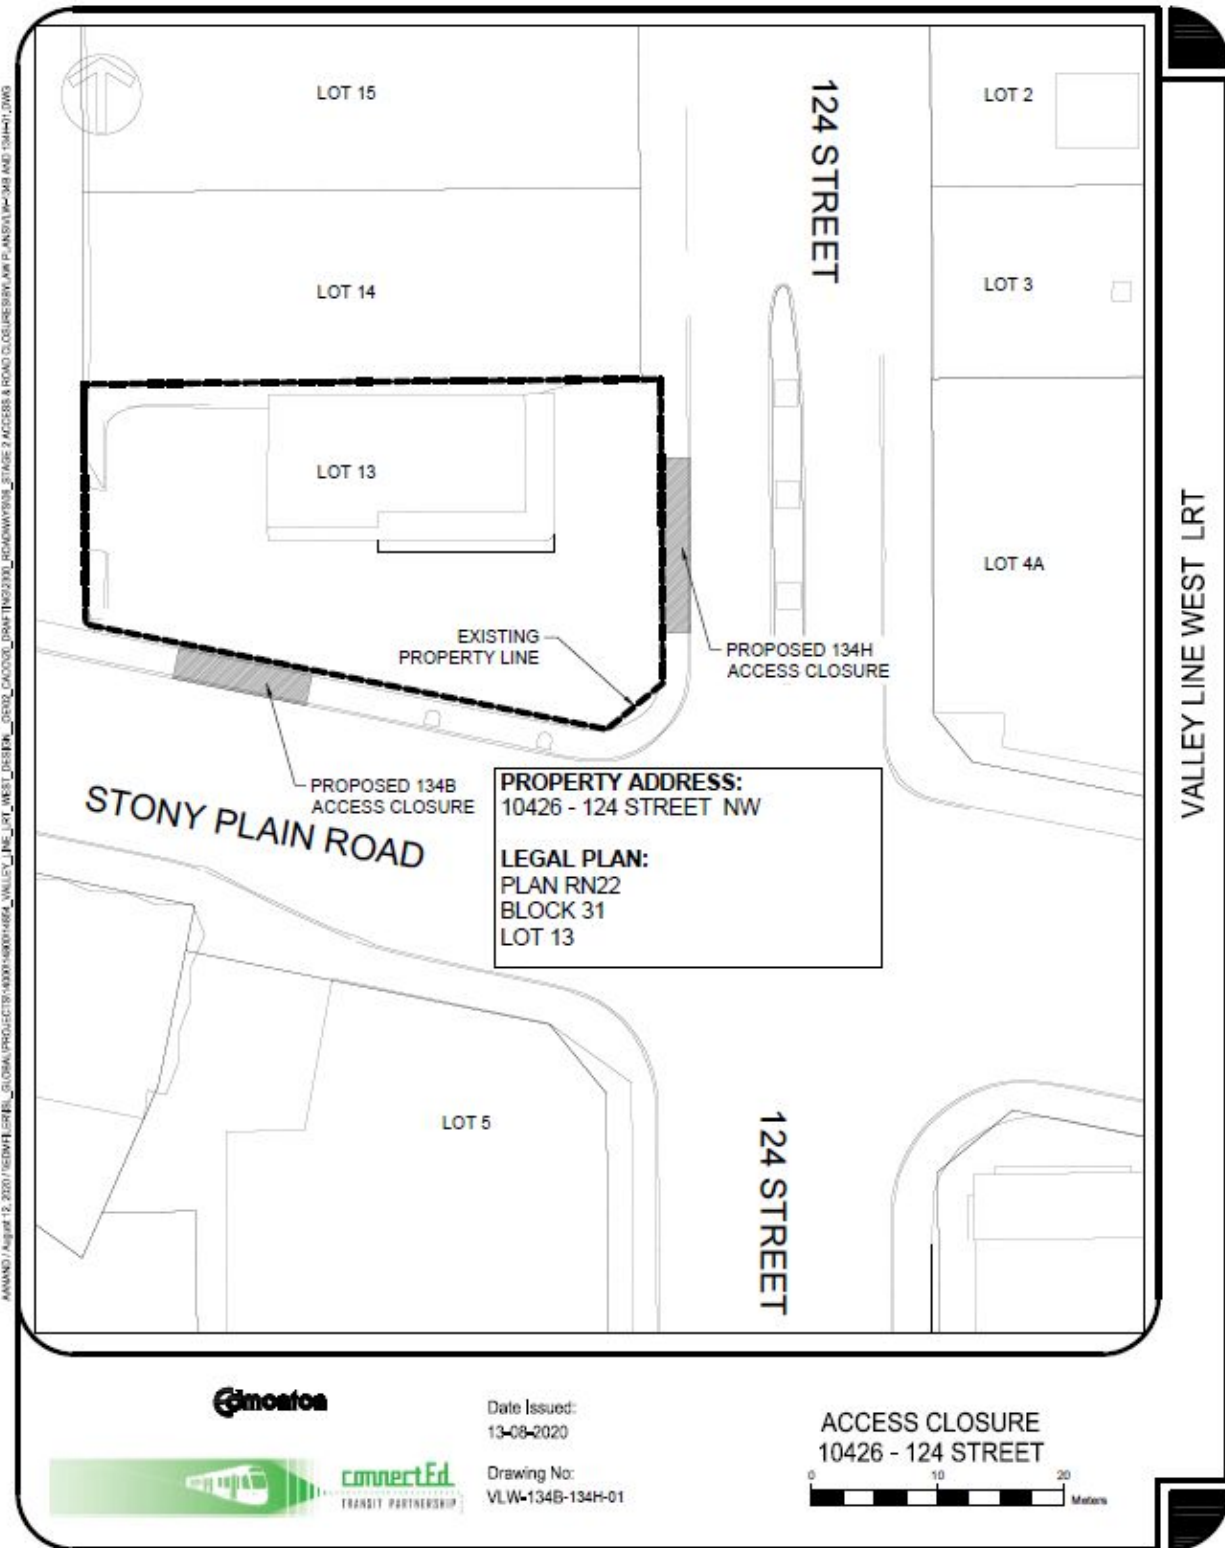 LOT 15
124 STREET
LOT 2
LOT 14
LOT 3
LOT 13
LOT 4A
EXISTING
PROPERTY LINE
PROPOSED 134H
ACCESS CLOSURE
PROPOSED 134B
ACCESS CLOSURE
STONY PLAIN ROAD
PROPERTY ADDRESS:
10426 - 124 STREET NW
LEGAL PLAN:
PLAN RN22
BLOCK 31
LOT 13
LOT 5
124 STREET
VALLEY LINE WEST LRT
Edmonton
connectEd
TRANSIT PARTNERSHIP
Date Issued:
13-08-2020
Drawing No:
VLW-134B-134H-01
ACCESS CLOSURE
10426 - 124 STREET
0 10 20
Meters